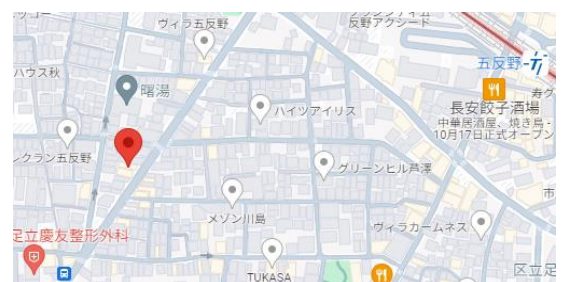 ヴィラ五反野
反野アクシード
五反野
ハウス秋
曙湯
寿グ
長安餃子酒場
中華居酒屋、焼き鳥 -
10月17日正式オープン
ハイツアイリス
レクラン五反野
グリーンヒル芦澤
市
メゾン川島
ヴィラカームネス
足立慶友整形外科
TUKASA
区立足